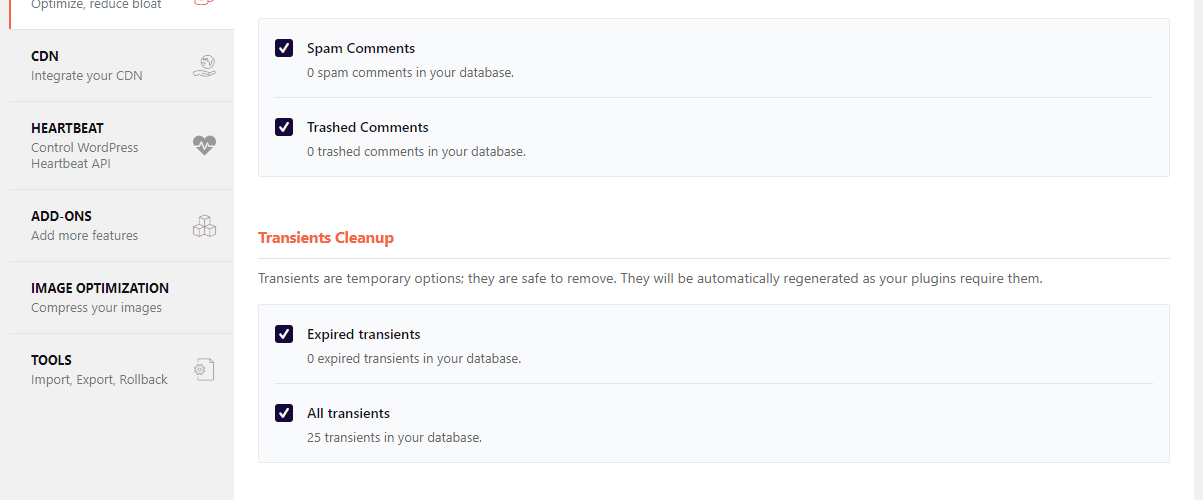 Optimize, reduce bloat
CDN
Integrate your CDN
HEARTBEAT
Control WordPress
Heartbeat API
ADD-ONS
Add more features
IMAGE OPTIMIZATION
Compress your images
TOOLS
Import, Export, Rollback
Spam Comments
0 spam comments in your database.
Trashed Comments
0 trashed comments in your database.
Transients Cleanup
Transients are temporary options; they are safe to remove. They will be automatically regenerated as your plugins require them.
Expired transients
0 expired transients in your database.
All transients
25 transients in your database.